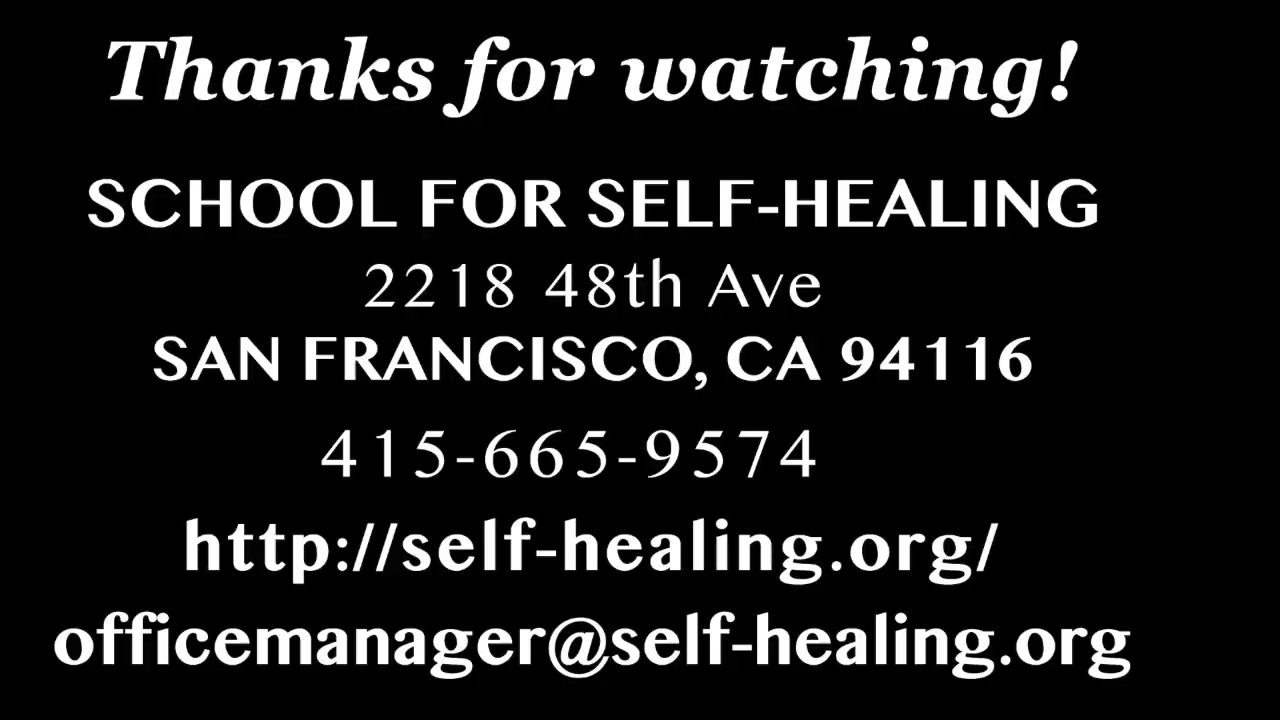 Thanks for watching!
SCHOOL FOR SELF-HEALING
2218 48th Ave
SAN FRANCISCO, CA 94116
415-665-9574
http://self-healing.org/
officemanager@self-healing.org